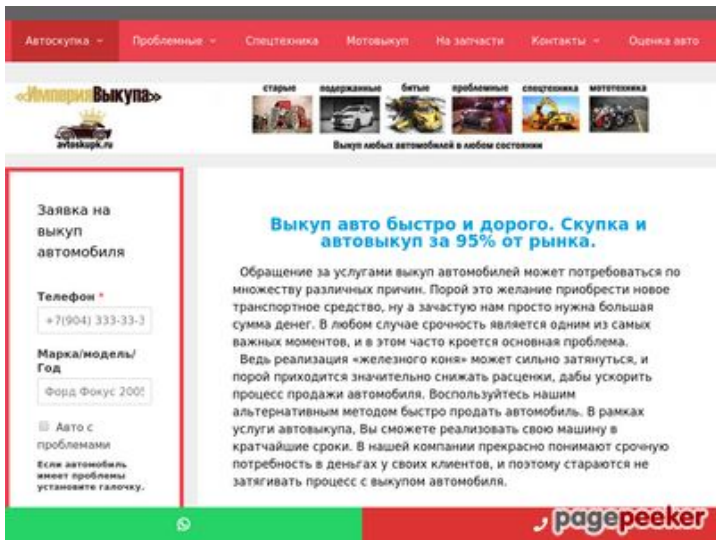 Автоскупка Проблемные Спецтехника Мотовыкуп На запчасти Контакты Оценка авто
«ИмперияВыкупа»
avtoskupk.ru
старые подержанные битые проблемные спецтехника мототехника
Выкуп любых автомобилей в любом состоянии
Заявка на
выкуп
автомобиля
Телефон *
+7(904) 333-33-3
Марка/модель/
Год
Форд Фокус 2005
Авто с
проблемами
Если автомобиль
имеет проблемы
установите галочку.
Выкуп авто быстро и дорого. Скупка и
автовыкуп за 95% от рынка.
Обращение за услугами выкуп автомобилей может потребоваться по
множеству различных причин. Порой это желание приобрести новое
транспортное средство, ну а зачастую нам просто нужна большая
сумма денег. В любом случае срочность является одним из самых
важных моментов, и в этом часто кроется основная проблема.
Ведь реализация «железного коня» может сильно затянуться, и
порой приходится значительно снижать расценки, дабы ускорить
процесс продажи автомобиля. Воспользуйтесь нашим
альтернативным методом быстро продать автомобиль. В рамках
услуги автовыкупа, Вы сможете реализовать свою машину в
кратчайшие сроки. В нашей компании прекрасно понимают срочную
потребность в деньгах у своих клиентов, и поэтому стараются не
затягивать процесс с выкупом автомобиля.
pagepeeker